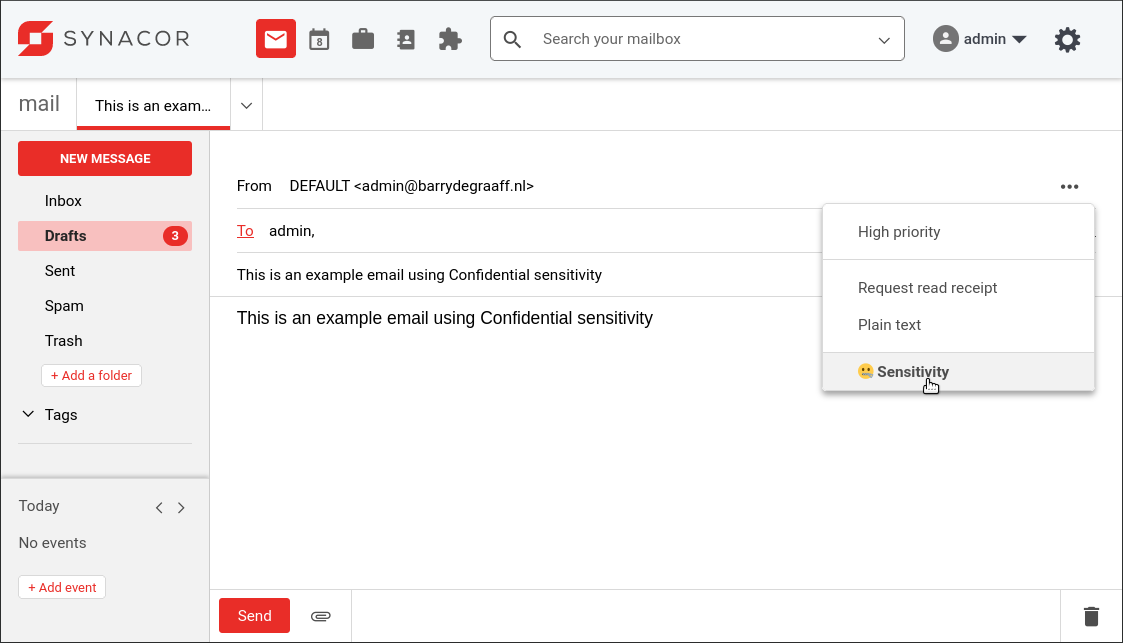 SYNACOR
8
Search your mailbox
admin
mail
This is an exam...
NEW MESSAGE
Inbox
Drafts 3
Sent
Spam
Trash
+ Add a folder
Tags
Today
No events
+ Add event
From DEFAULT <admin@barrydegraaff.nl>
To admin,
This is an example email using Confidential sensitivity
This is an example email using Confidential sensitivity
High priority
Request read receipt
Plain text
🤐 Sensitivity
Send